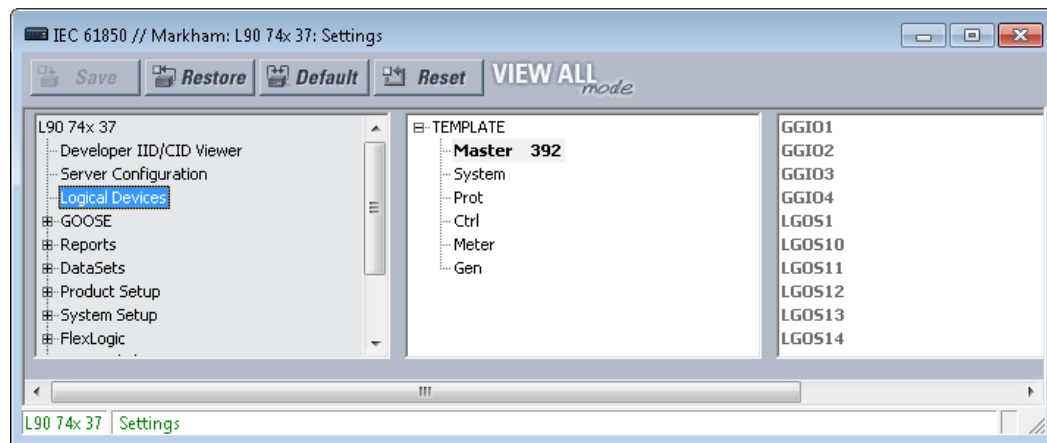 IEC 61850 // Markham: L90 74x 37: Settings
Save Restore Default Reset VIEW ALL mode
L90 74x 37
Developer IID/CID Viewer
Server Configuration
Logical Devices
GOOSE
Reports
DataSets
Product Setup
System Setup
FlexLogic
TEMPLATE
Master 392
System
Prot
Ctrl
Meter
Gen
GGIO1
GGIO2
GGIO3
GGIO4
LGOS1
LGOS10
LGOS11
LGOS12
LGOS13
LGOS14
L90 74x 37 Settings